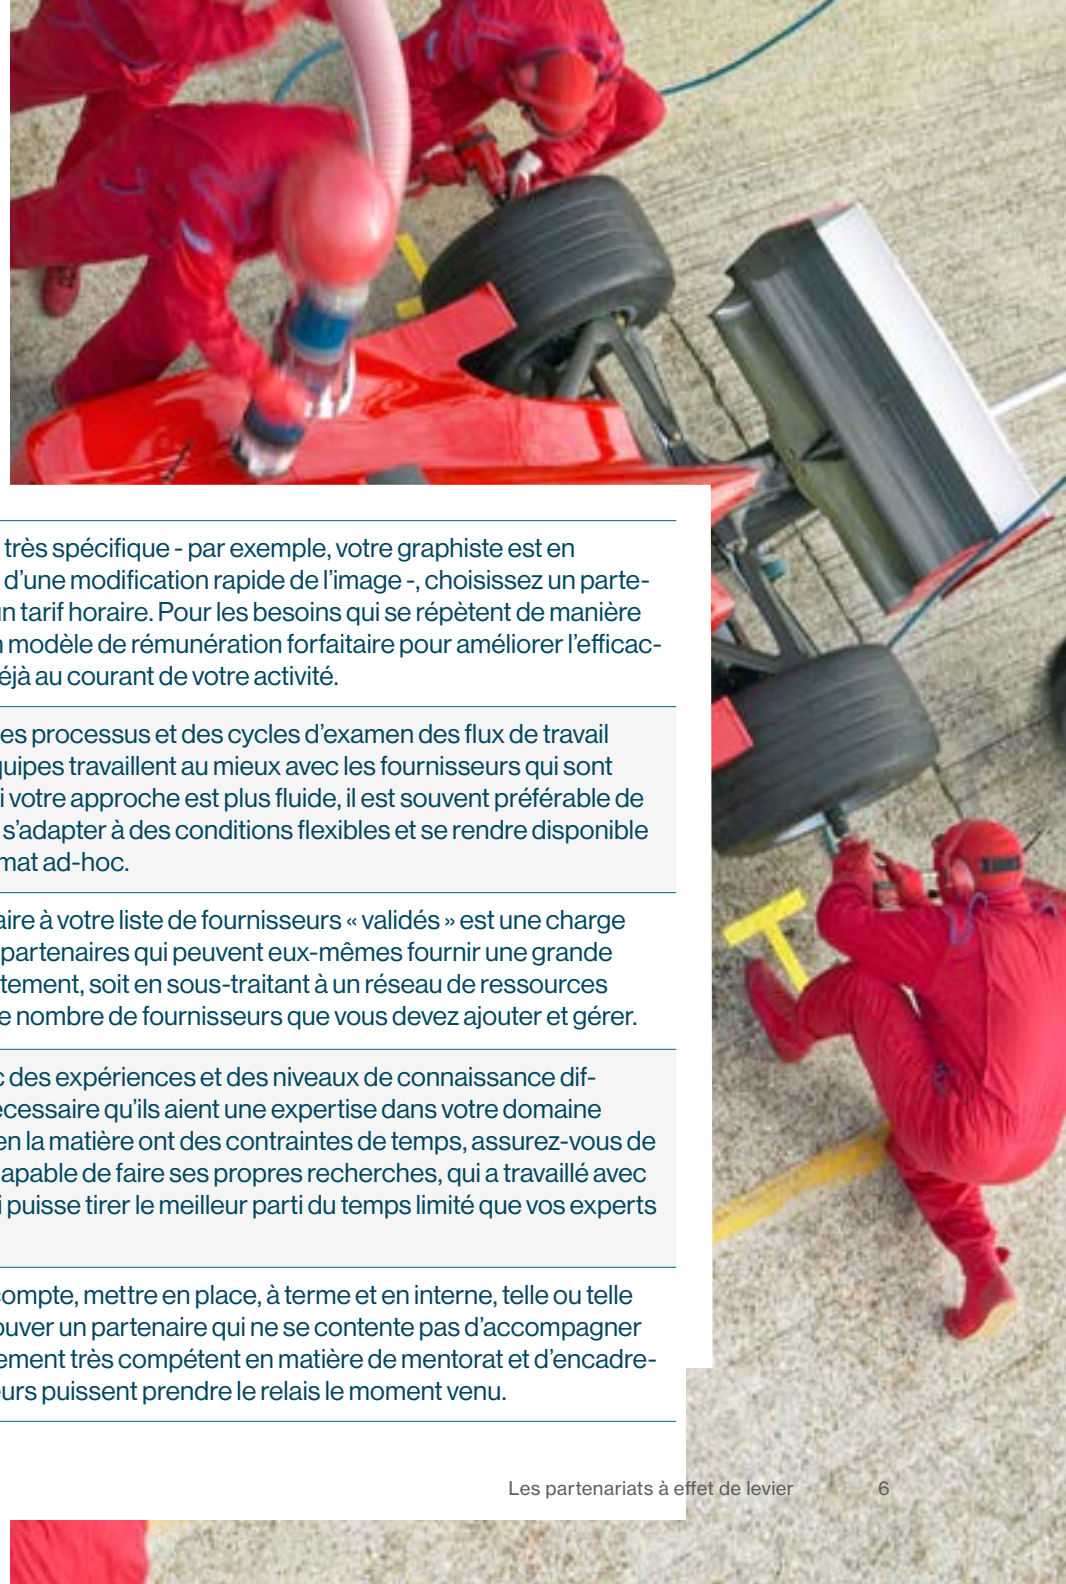 très spécifique - par exemple, votre graphiste est en
d’une modification rapide de l’image -, choisissez un parte-
un tarif horaire. Pour les besoins qui se répètent de manière
modèle de rémunération forfaitaire pour améliorer l’efficac-
déjà au courant de votre activité.
des processus et des cycles d’examen des flux de travail
équipes travaillent au mieux avec les fournisseurs qui sont
votre approche est plus fluide, il est souvent préférable de
s’adapter à des conditions flexibles et se rendre disponible
mat ad-hoc.
aire à votre liste de fournisseurs « validés » est une charge
partenaires qui peuvent eux-mêmes fournir une grande
tement, soit en sous-traitant à un réseau de ressources
e nombre de fournisseurs que vous devez ajouter et gérer.
c des expériences et des niveaux de connaissance dif-
écessaire qu’ils aient une expertise dans votre domaine
en la matière ont des contraintes de temps, assurez-vous de
apable de faire ses propres recherches, qui a travaillé avec
i puisse tirer le meilleur parti du temps limité que vos experts
ompte, mettre en place, à terme et en interne, telle ou telle
ouver un partenaire qui ne se contente pas d’accompagner
ement très compétent en matière de mentorat et d’encadre-
eurs puissent prendre le relais le moment venu.
Les partenariats à effet de levier 6